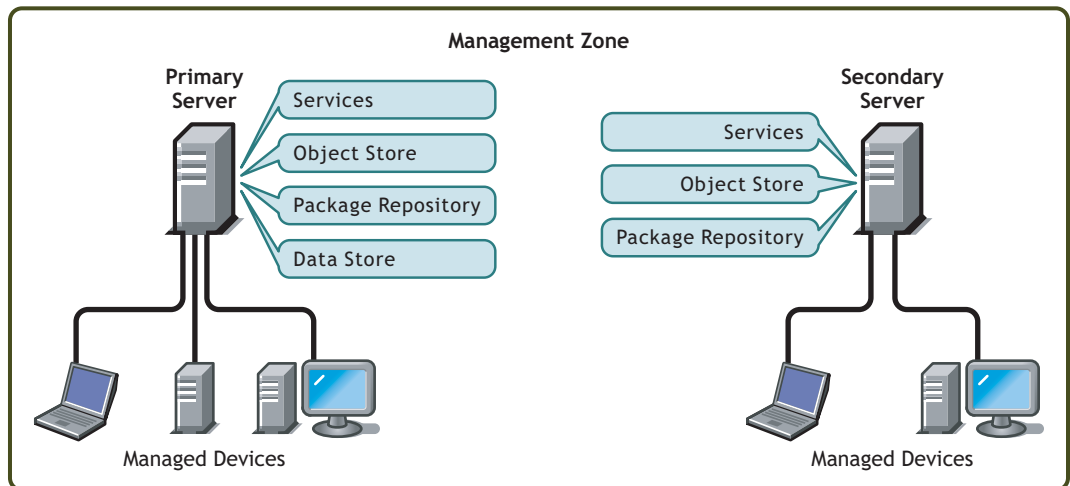 Management Zone
Primary
Server
Services
Object Store
Package Repository
Data Store
Managed Devices
Secondary
Server
Services
Object Store
Package Repository
Managed Devices